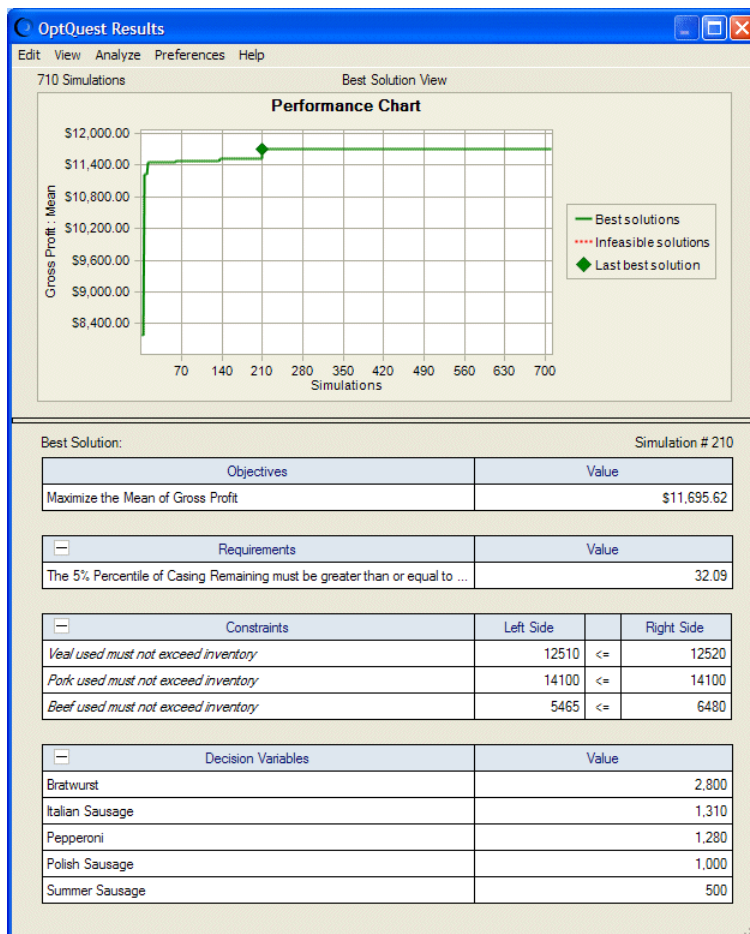 OptQuest Results
Edit View Analyze Preferences Help
710 Simulations Best Solution View
Performance Chart
$12,000.00
$11,400.00
$10,800.00
$10,200.00
$9,600.00
$9,000.00
$8,400.00
Gross Profit : Mean
70 140 210 280 350 420 490 560 630 700
Simulations
Best solutions
Infeasible solutions
Last best solution
Best Solution: Simulation # 210
Objectives Value
Maximize the Mean of Gross Profit $11,695.62
Requirements Value
The 5% Percentile of Casing Remaining must be greater than or equal to ... 32.09
Constraints Left Side Right Side
Veal used must not exceed inventory 12510 <= 12520
Pork used must not exceed inventory 14100 <= 14100
Beef used must not exceed inventory 5465 <= 6480
Decision Variables Value
Bratwurst 2,800
Italian Sausage 1,310
Pepperoni 1,280
Polish Sausage 1,000
Summer Sausage 500